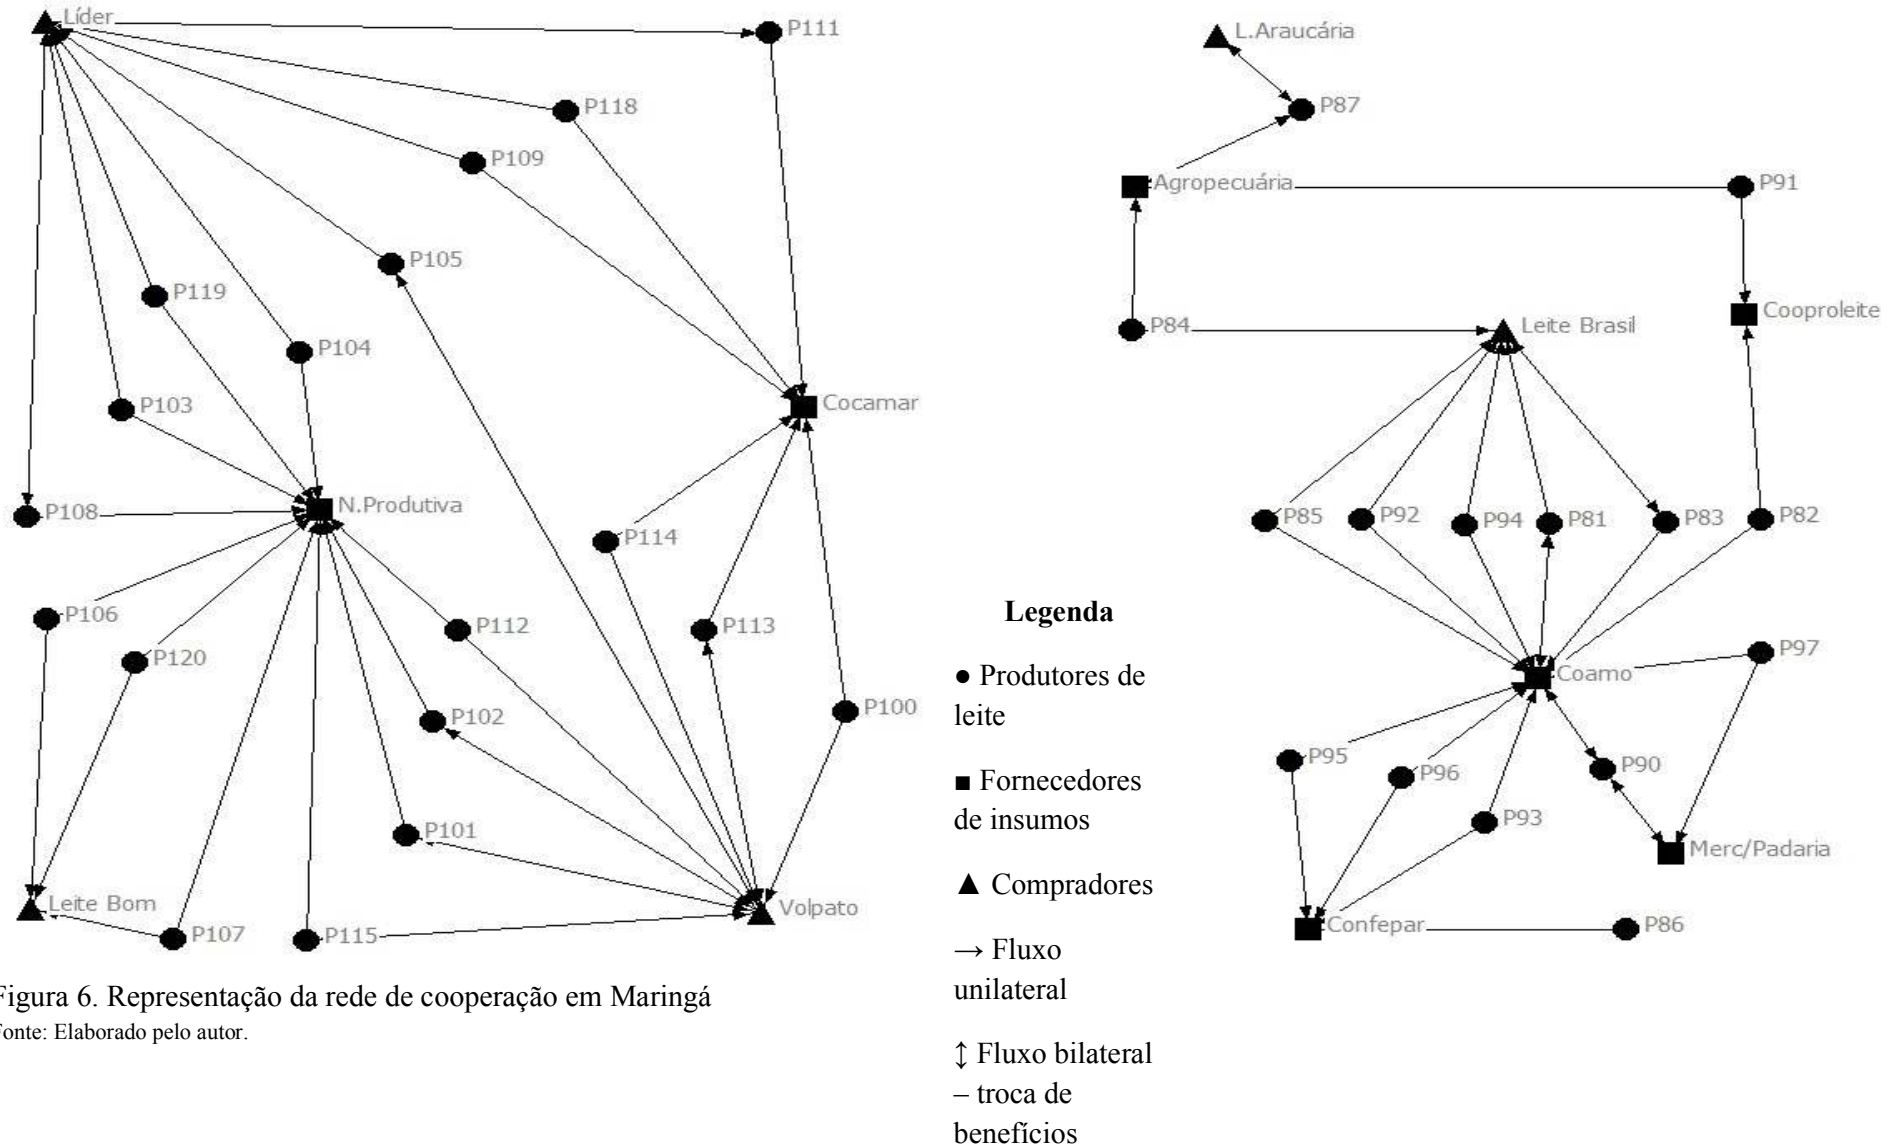 Líder
P111
P118
P109
P105
P119
P104
P103
Cocamar
P108
N.Produtiva
P114
P106
P112
P113
P120
P102
P100
P101
Leite Bom
P107
P115
Volpato
Figura 6. Representação da rede de cooperação em Maringá
Fonte: Elaborado pelo autor.
Legenda
● Produtores de
leite
■ Fornecedores
de insumos
▲ Compradores
→ Fluxo
unilateral
↕ Fluxo bilateral
– troca de
benefícios
L.Araucária
P87
Agropecuária
P91
Cooproleite
P84
Leite Brasil
P85
P92
P94
P81
P83
P82
P97
Coamo
P95
P96
P90
P93
Merc/Padaria
Confepar
P86